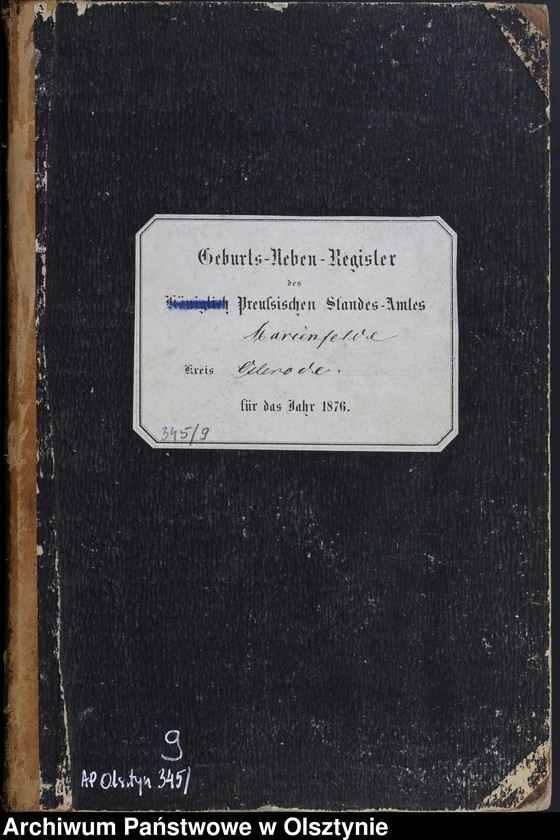 Geburts-Neben-Register
des
Königlich Preußischen Standes-Amtes
Marienfelde
Kreis Osterode.
für das Jahr 1876.
345/9
9
AP Olsztyn 345/
Archiwum Państwowe w Olsztynie